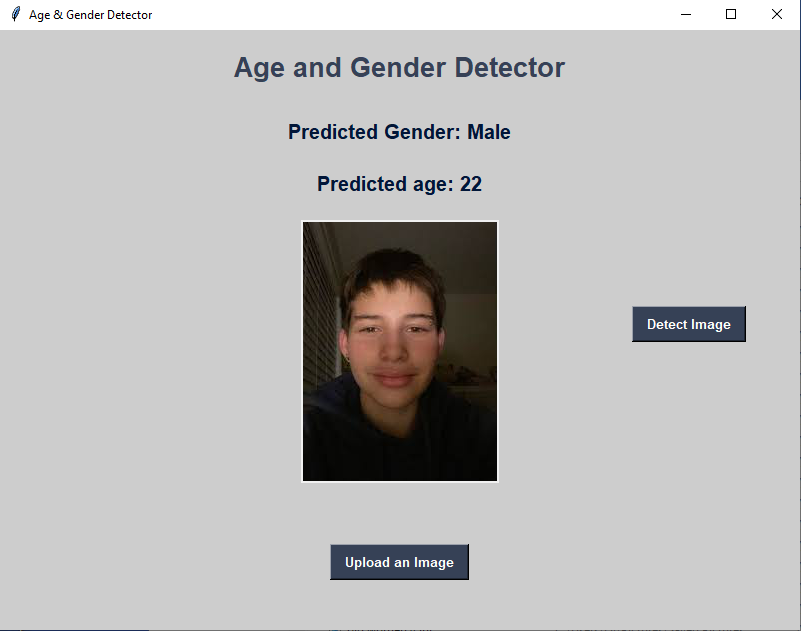 Age & Gender Detector
Age and Gender Detector
Predicted Gender: Male
Predicted age: 22
Detect Image
Upload an Image